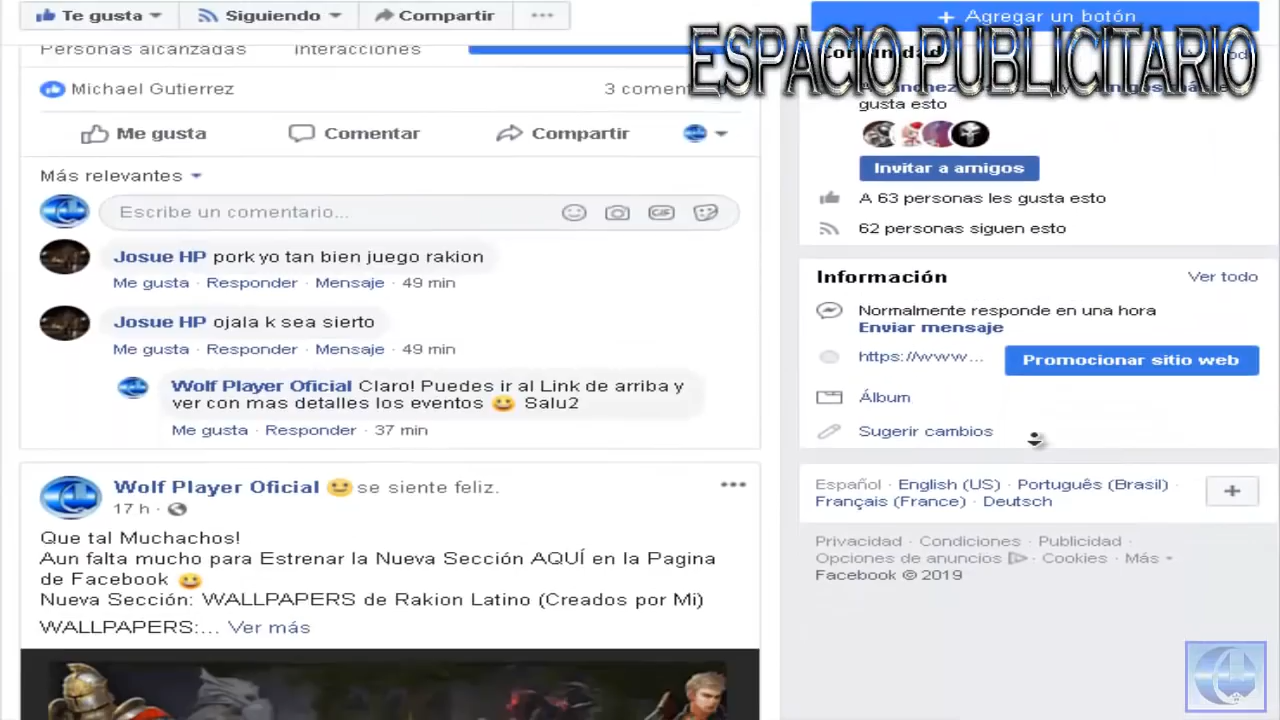 Te gusta
Siguiendo
Compartir
Agregar un botón
ESPACIO PUBLICITARIO
Personas alcanzadas
Interacciones
Michael Gutierrez
Me gusta
Comentar
Compartir
Más relevantes
Escribe un comentario...
GIF
Josue HP pork yo tan bien juego rakion
Me gusta · Responder · Mensaje · 49 min
Josue HP ojala k sea sierto
Me gusta · Responder · Mensaje · 49 min
Wolf Player Oficial Claro! Puedes ir al Link de arriba y
ver con mas detalles los eventos 😀 Salu2
Me gusta · Responder · 37 min
Wolf Player Oficial 😉 se siente feliz.
17 h ·
Que tal Muchachos!
Aun falta mucho para Estrenar la Nueva Sección AQUÍ en la Pagina
de Facebook 😀
Nueva Sección: WALLPAPERS de Rakion Latino (Creados por Mi)
WALLPAPERS:... Ver más
gusta esto
Invitar a amigos
A 63 personas les gusta esto
62 personas siguen esto
Información
Ver todo
Normalmente responde en una hora
Enviar mensaje
https://www...
Promocionar sitio web
Álbum
Sugerir cambios
Español · English (US) · Português (Brasil) ·
Français (France) · Deutsch
Privacidad · Condiciones · Publicidad ·
Opciones de anuncios · Cookies · Más
Facebook © 2019